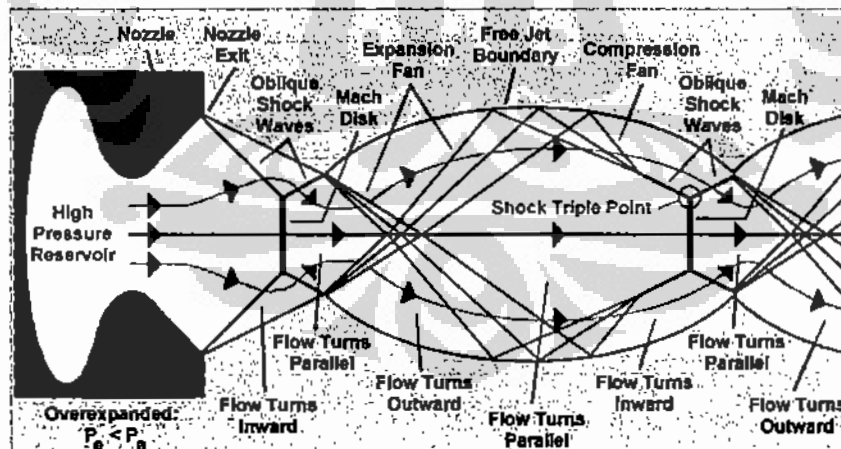 Nozzle
Nozzle
Exit
Oblique
Shock
Waves
Mach
Disk
Expansion
Fan
Free Jet
Boundary
Compression
Fan
Oblique
Shock
Waves
Mach
Disk
High
Pressure
Reservoir
Shock Triple Point
Flow Turns
Parallel
Flow Turns
Inward
Flow Turns
Outward
Flow Turns
Parallel
Flow Turns
Inward
Flow Turns
Parallel
Flow Turns
Outward
Overexpanded:
Pe < Pa